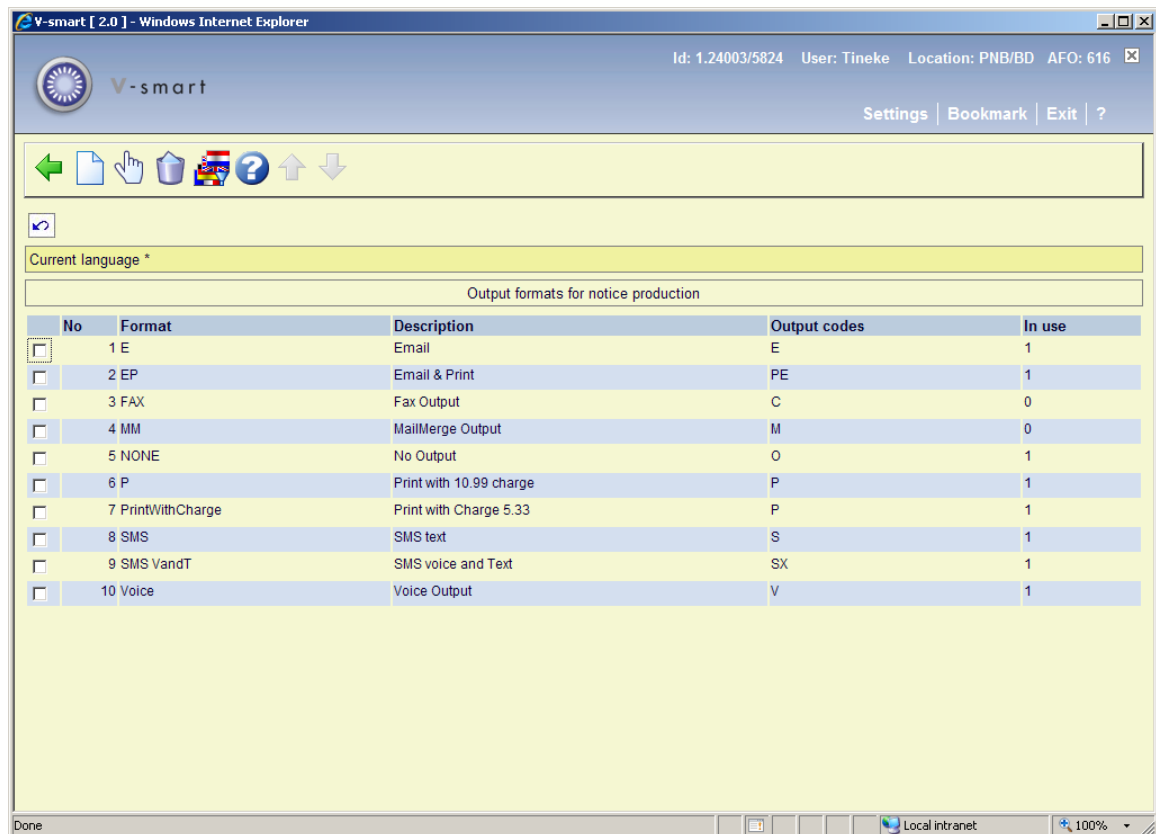 V-smart [ 2.0 ] - Windows Internet Explorer
Id: 1.24003/5824 User: Tineke Location: PNB/BD AFO: 616
V-smart
Settings | Bookmark | Exit | ?
Current language *
Output formats for notice production
No Format Description Output codes In use
1 E Email E 1
2 EP Email & Print PE 1
3 FAX Fax Output C 0
4 MM MailMerge Output M 0
5 NONE No Output O 1
6 P Print with 10.99 charge P 1
7 PrintWithCharge Print with Charge 5.33 P 1
8 SMS SMS text S 1
9 SMS VandT SMS voice and Text SX 1
10 Voice Voice Output V 1
Done Local intranet 100%